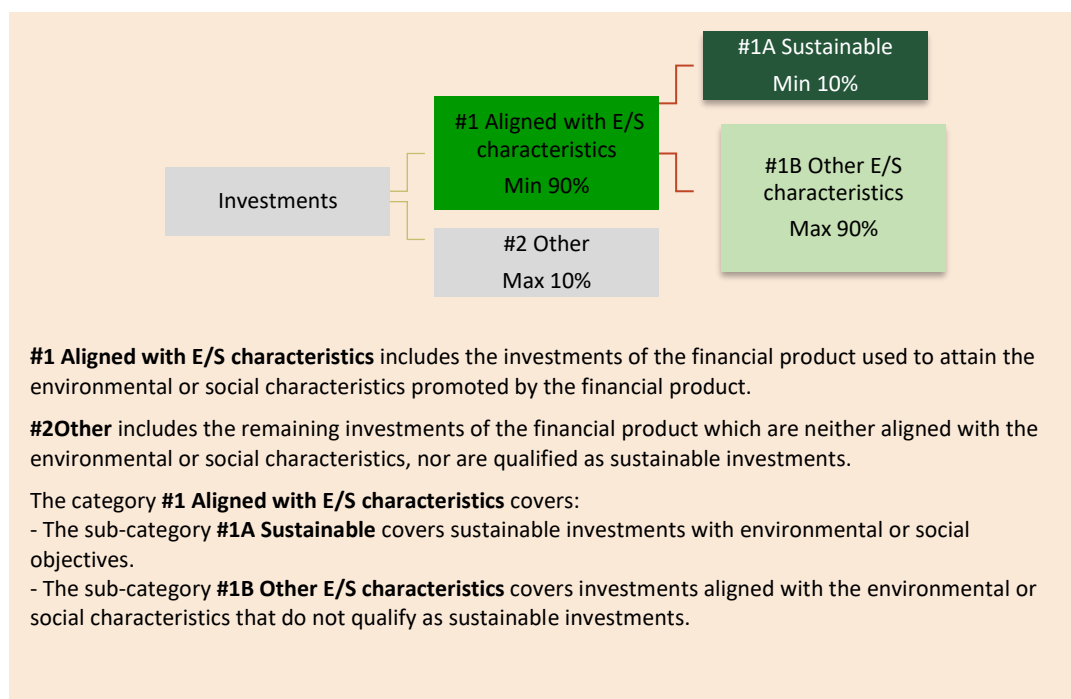 #1A Sustainable
Min 10%
#1 Aligned with E/S
characteristics
Min 90%
#1B Other E/S
characteristics
Max 90%
Investments
#2 Other
Max 10%
#1 Aligned with E/S characteristics includes the investments of the financial product used to attain the
environmental or social characteristics promoted by the financial product.
#2Other includes the remaining investments of the financial product which are neither aligned with the
environmental or social characteristics, nor are qualified as sustainable investments.
The category #1 Aligned with E/S characteristics covers:
- The sub-category #1A Sustainable covers sustainable investments with environmental or social
objectives.
- The sub-category #1B Other E/S characteristics covers investments aligned with the environmental or
social characteristics that do not qualify as sustainable investments.